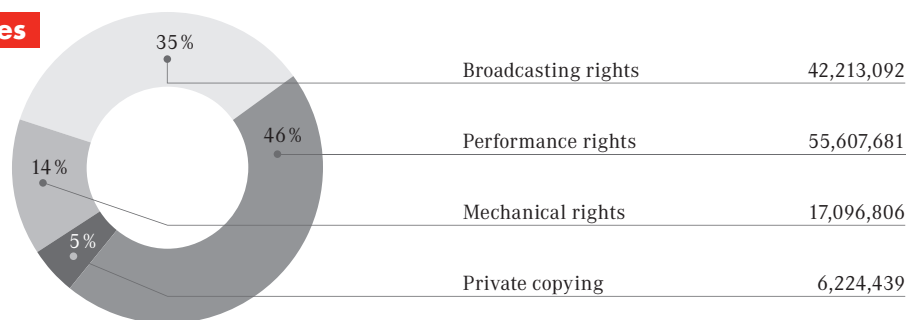 es
35%
Broadcasting rights 42,213,092
46%
Performance rights 55,607,681
14%
Mechanical rights 17,096,806
5%
Private copying 6,224,439